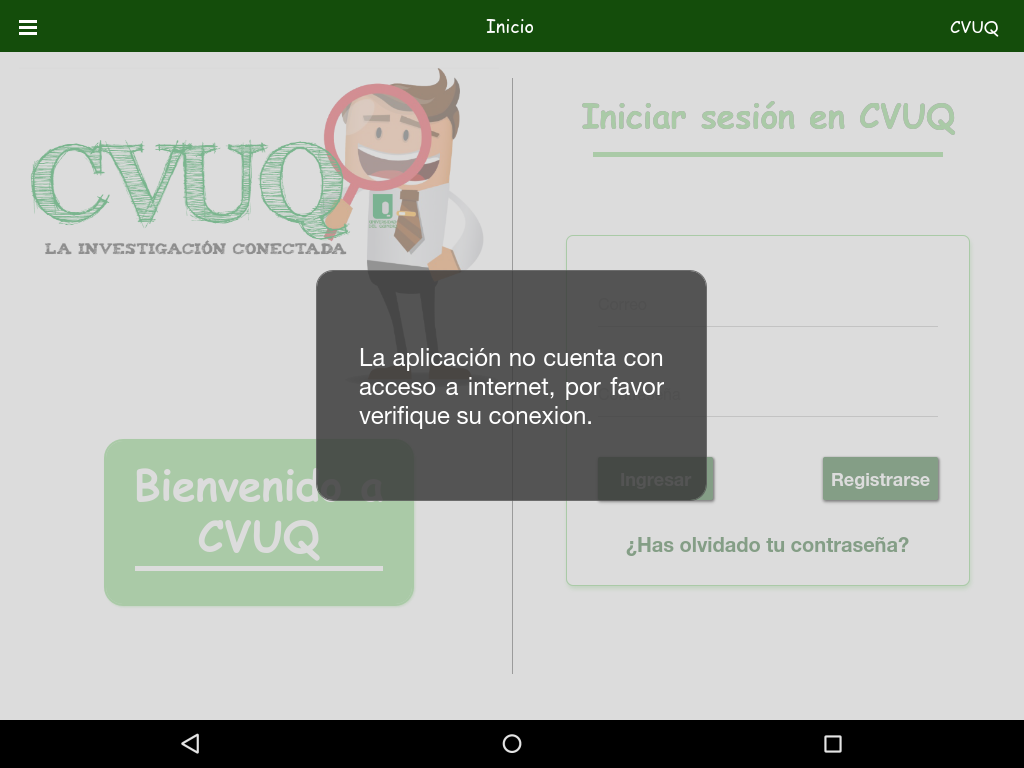 Inicio
CVUQ
CVUQ
LA INVESTIGACIÓN CONECTADA
Iniciar sesión en CVUQ
Correo
La aplicación no cuenta con
acceso a internet, por favor
verifique su conexion.
Bienvenido a
CVUQ
Ingresar
Registrarse
¿Has olvidado tu contraseña?